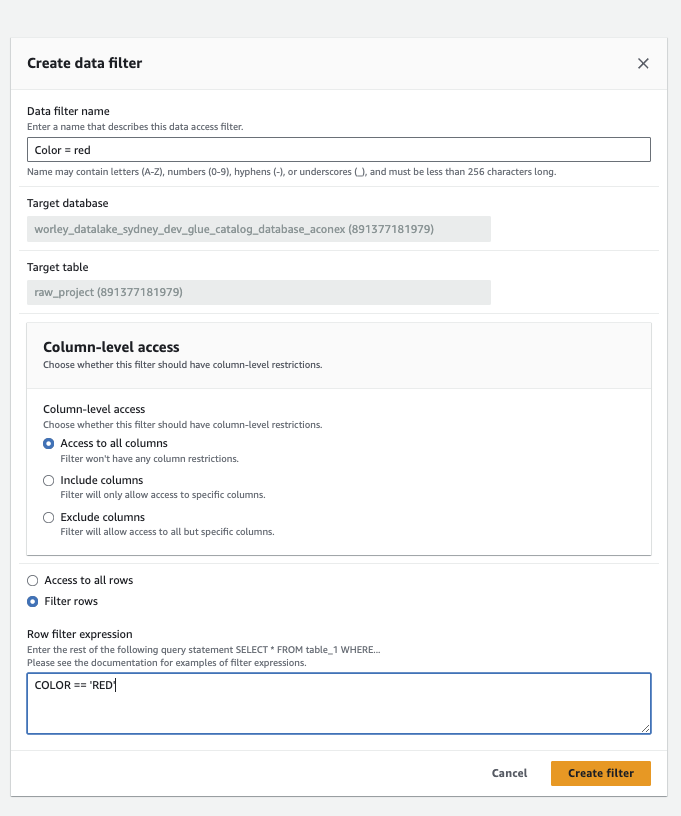 Create data filter
Data filter name
Enter a name that describes this data access filter.
Color = red
Name may contain letters (A-Z), numbers (0-9), hyphens (-), or underscores (_), and must be less than 256 characters long.
Target database
worley_datalake_sydney_dev_glue_catalog_database_aconex (891377181979)
Target table
raw_project (891377181979)
Column-level access
Choose whether this filter should have column-level restrictions.
Column-level access
Choose whether this filter should have column-level restrictions.
Access to all columns
Filter won't have any column restrictions.
Include columns
Filter will only allow access to specific columns.
Exclude columns
Filter will allow access to all but specific columns.
Access to all rows
Filter rows
Row filter expression
Enter the rest of the following query statement SELECT * FROM table_1 WHERE...
Please see the documentation for examples of filter expressions.
COLOR == 'RED'
Cancel
Create filter